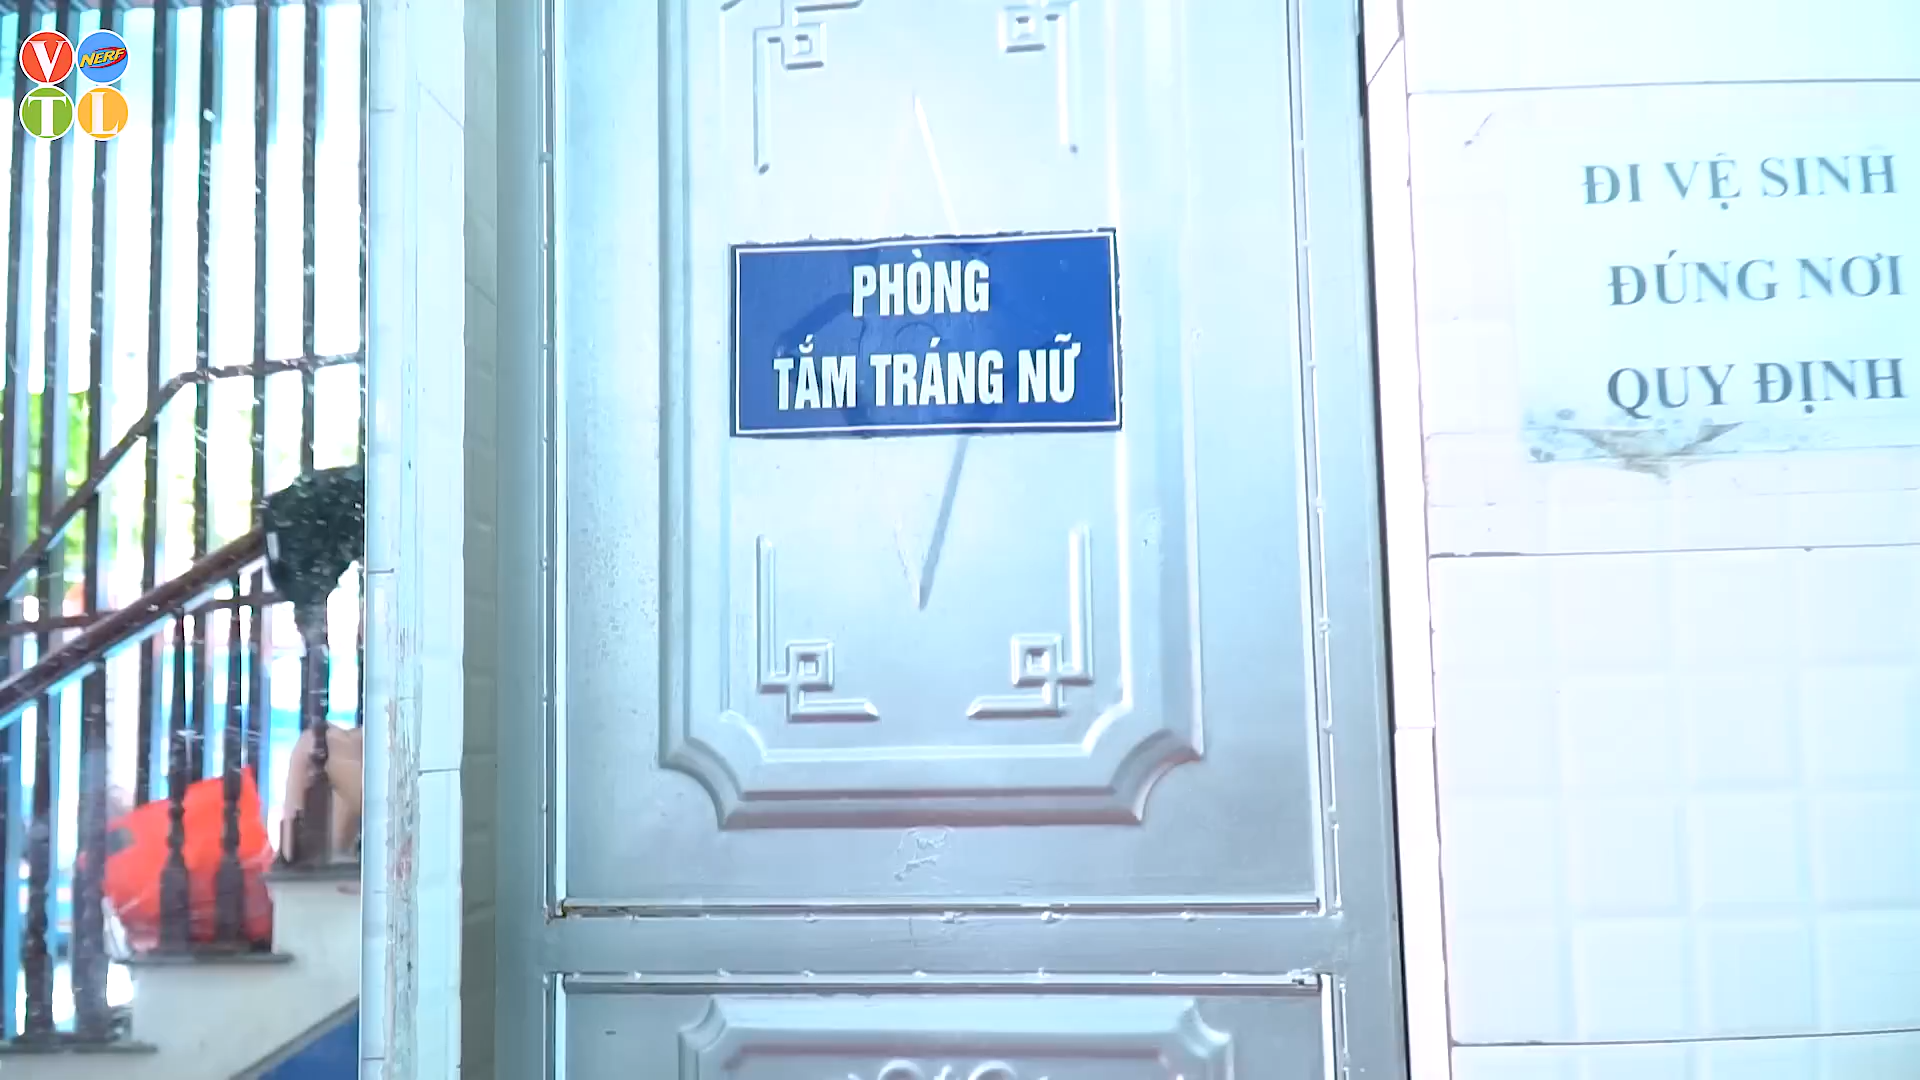 V NERF
T L
PHÒNG
TẮM TRÁNG NỮ
ĐI VỆ SINH
ĐÚNG NƠI
QUY ĐỊNH